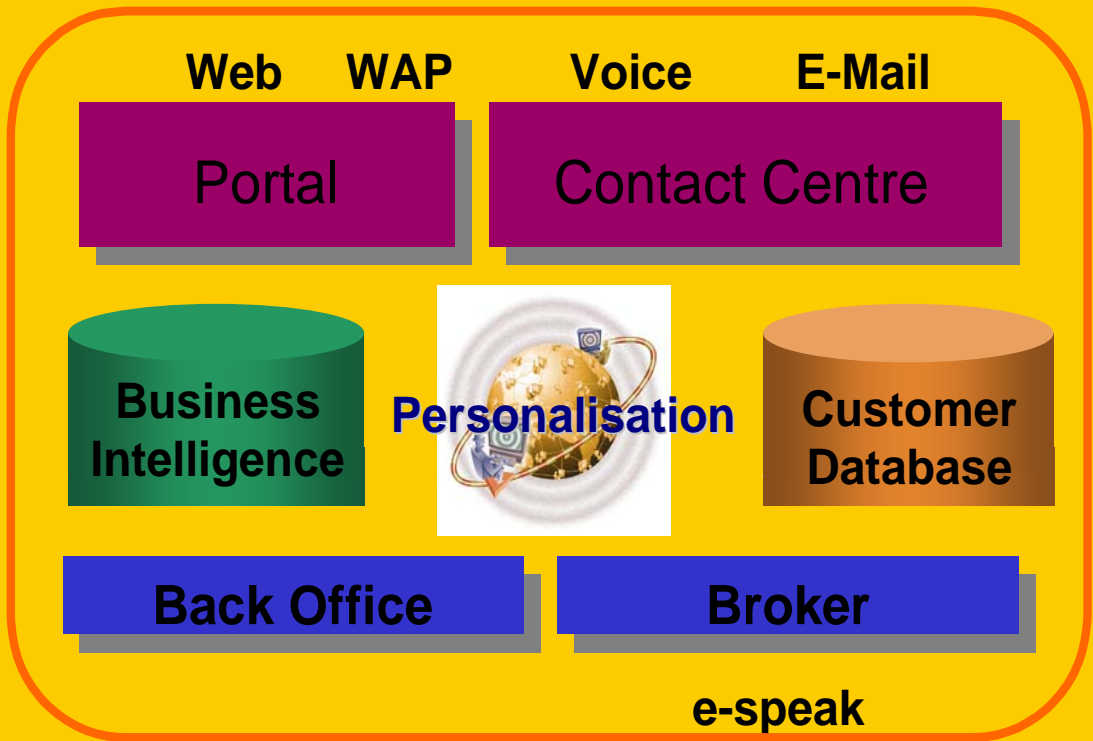 Web WAP Voice E-Mail
Portal Contact Centre
Business
Intelligence
Personalisation
Customer
Database
Back Office Broker
e-speak